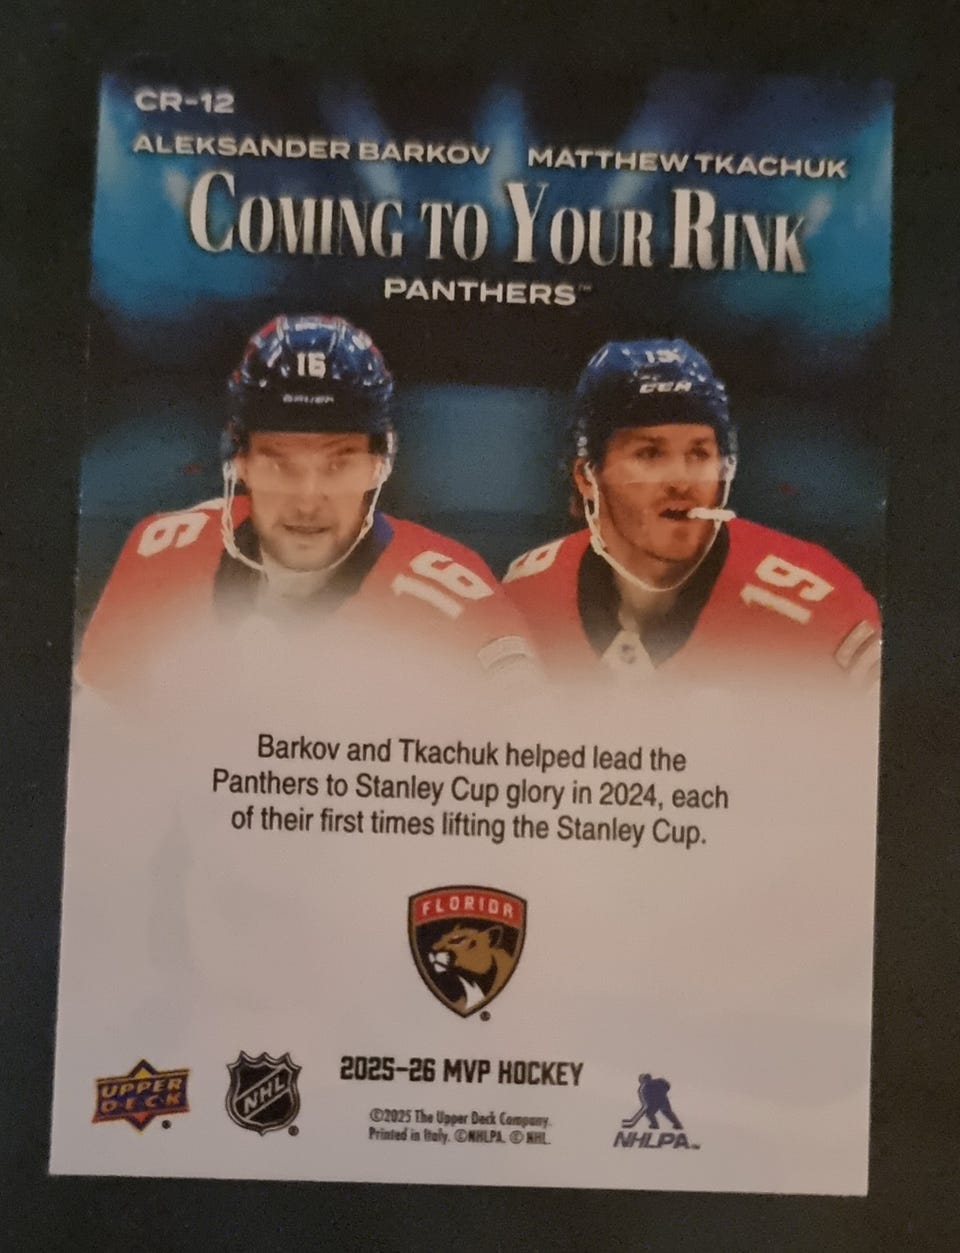 CR-12
ALEKSANDER BARKOV MATTHEW TKACHUK
COMING TO YOUR RINK
PANTHERS™
16
BAUER
19
CCM
16
16
19
19
Barkov and Tkachuk helped lead the
Panthers to Stanley Cup glory in 2024, each
of their first times lifting the Stanley Cup.
FLORIDA
®
UPPER
DECK®
NHL®
2025-26 MVP HOCKEY
©2025 The Upper Deck Company.
Printed in Italy. ©NHLPA. © NHL.
NHLPA™